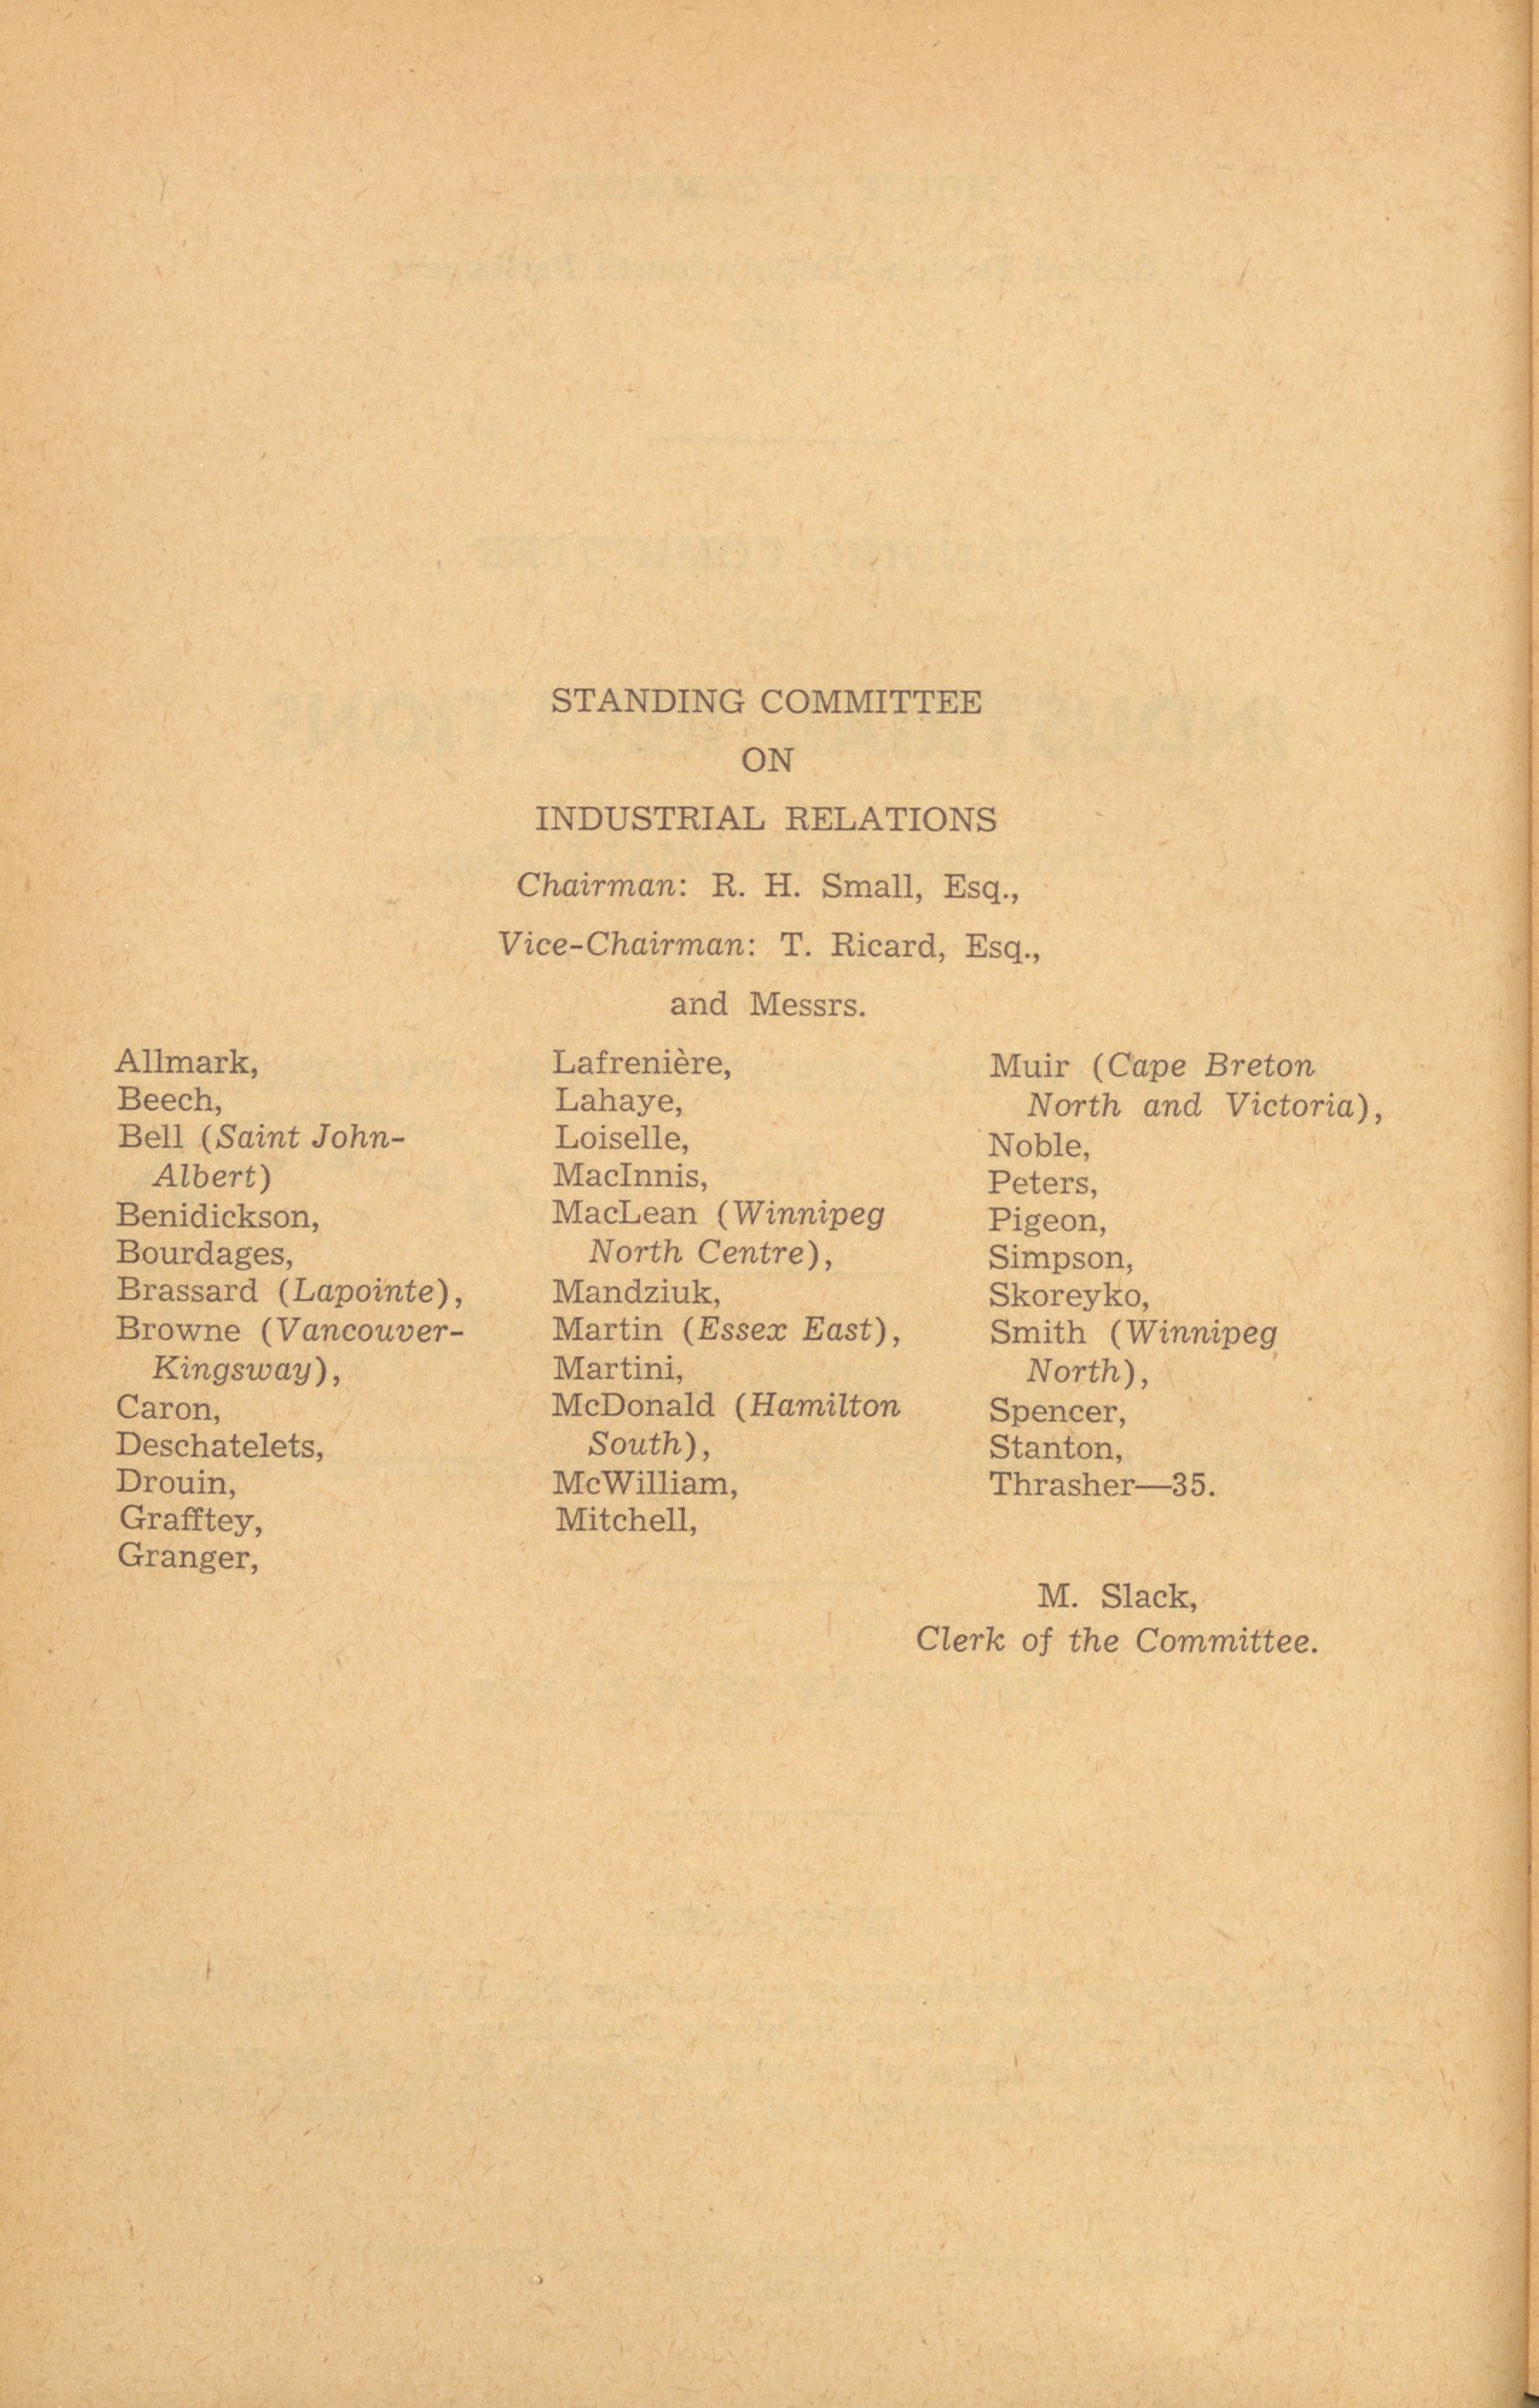 STANDING COMMITTEE
ON
INDUSTRIAL RELATIONS
Chairman: R. H. Small, Esq.,
Vice-Chairman: T. Ricard, Esq.,
and Messrs.
Allmark,
Beech,
Bell (Saint John-
Albert)
Benidickson,
Bourdages,
Brassard (Lapointe),
Browne (Vancouver-
Kingsway),
Caron,
Deschatelets,
Drouin,
Grafftey,
Granger,
Lafrenière,
Lahaye,
Loiselle,
MacInnis,
MacLean (Winnipeg
North Centre),
Mandziuk,
Martin (Essex East),
Martini,
McDonald (Hamilton
South),
McWilliam,
Mitchell,
Muir (Cape Breton
North and Victoria),
Noble,
Peters,
Pigeon,
Simpson,
Skoreyko,
Smith (Winnipeg
North),
Spencer,
Stanton,
Thrasher—35.
M. Slack,
Clerk of the Committee.